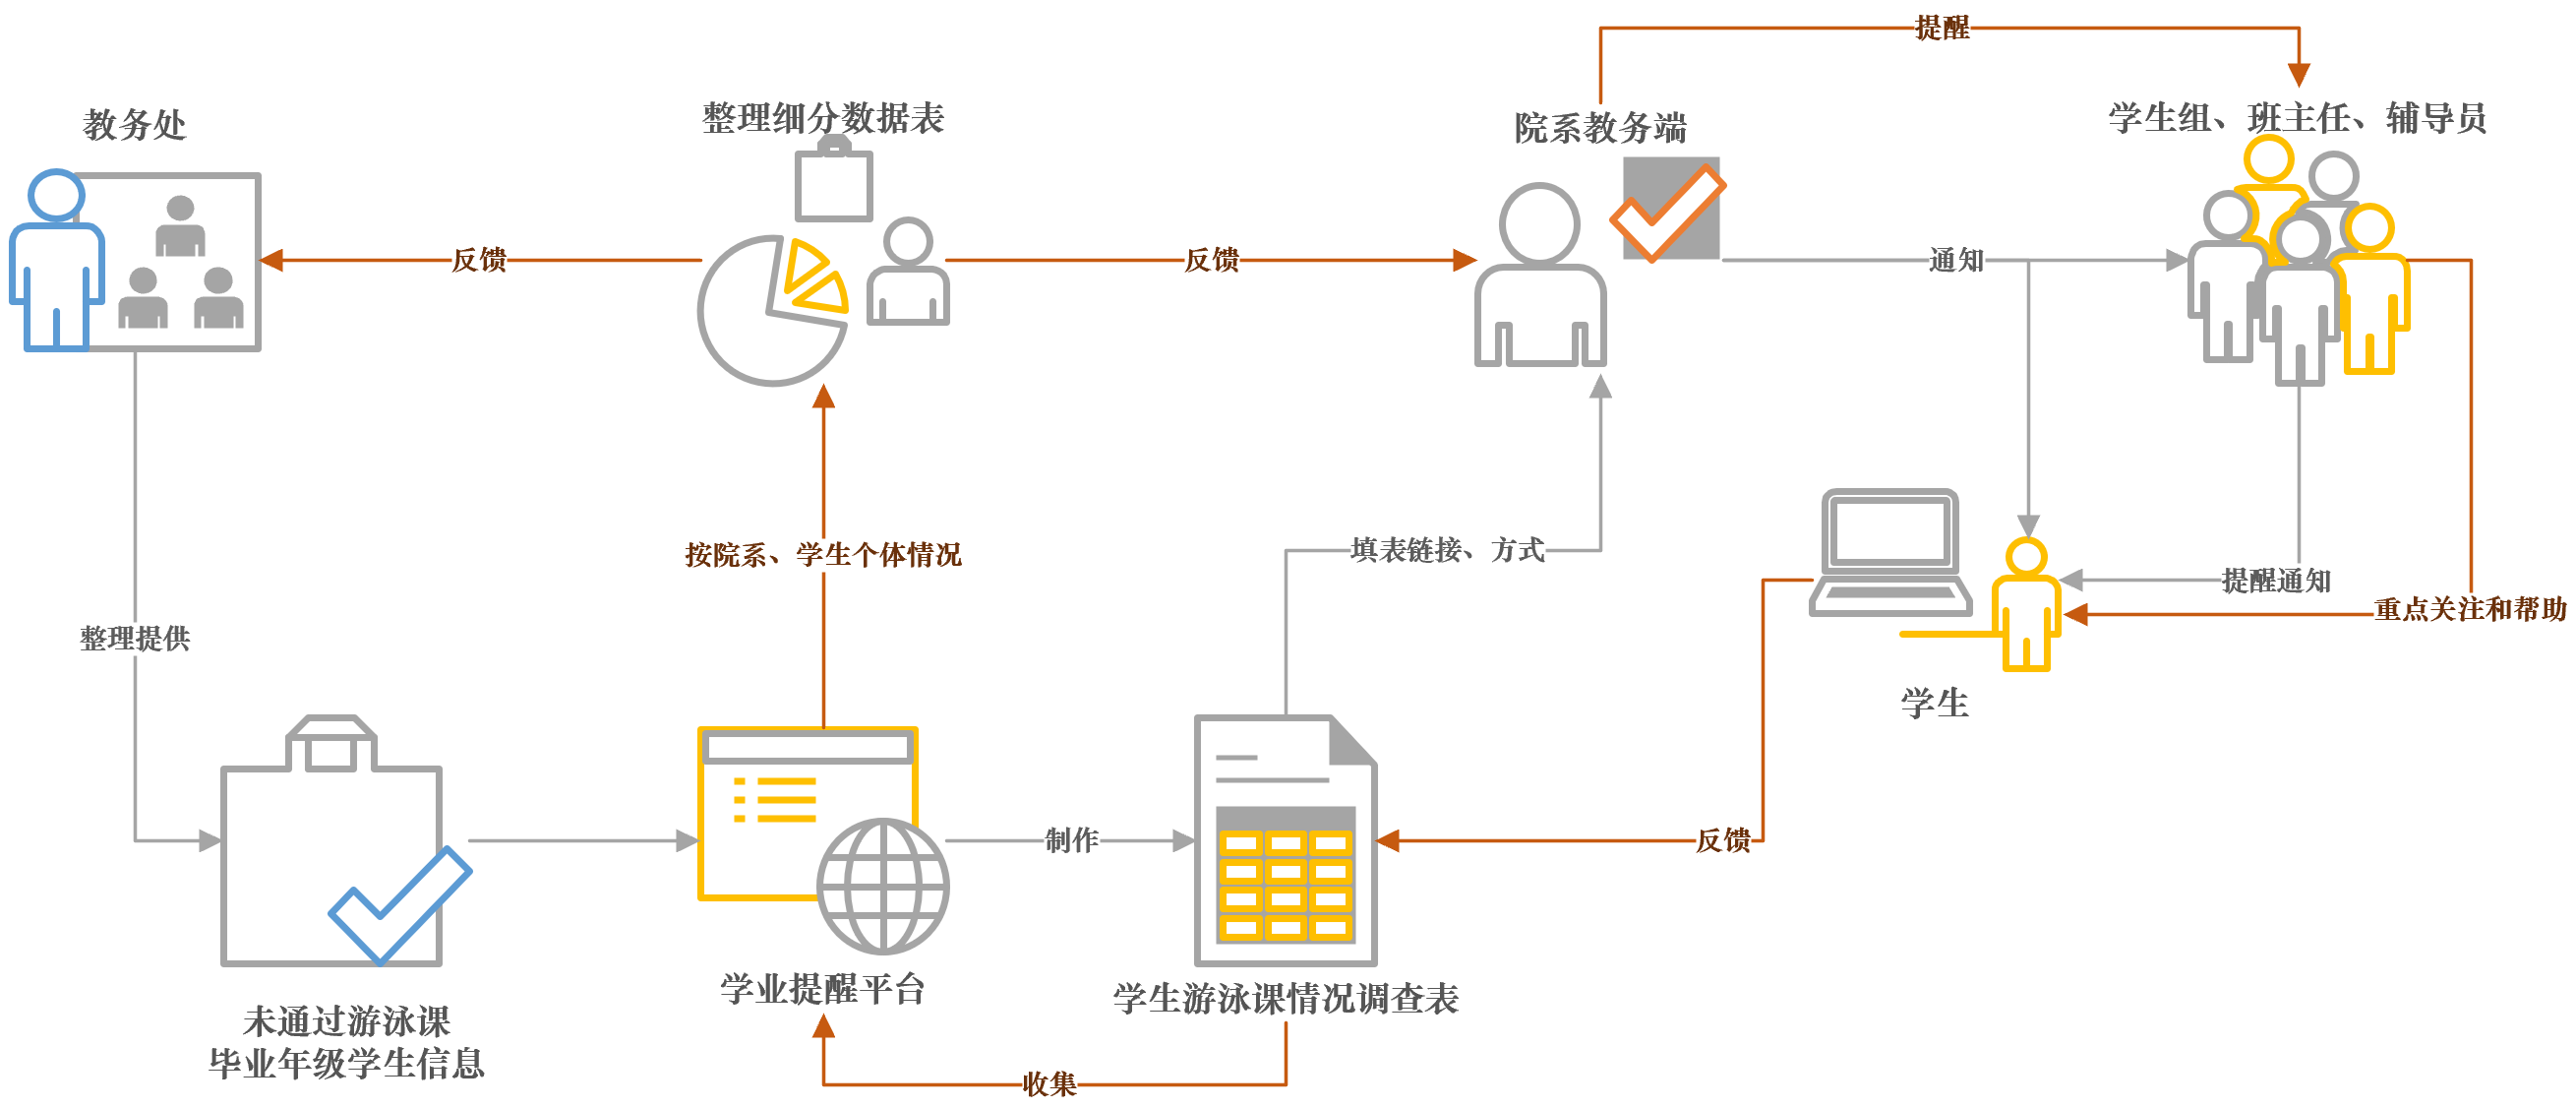 提醒
教务处
整理细分数据表
院系教务端
学生组、班主任、辅导员
反馈
反馈
通知
按院系、学生个体情况
填表链接、方式
提醒通知
重点关注和帮助
整理提供
学生
制作
反馈
学业提醒平台
学生游泳课情况调查表
未通过游泳课
毕业年级学生信息
收集